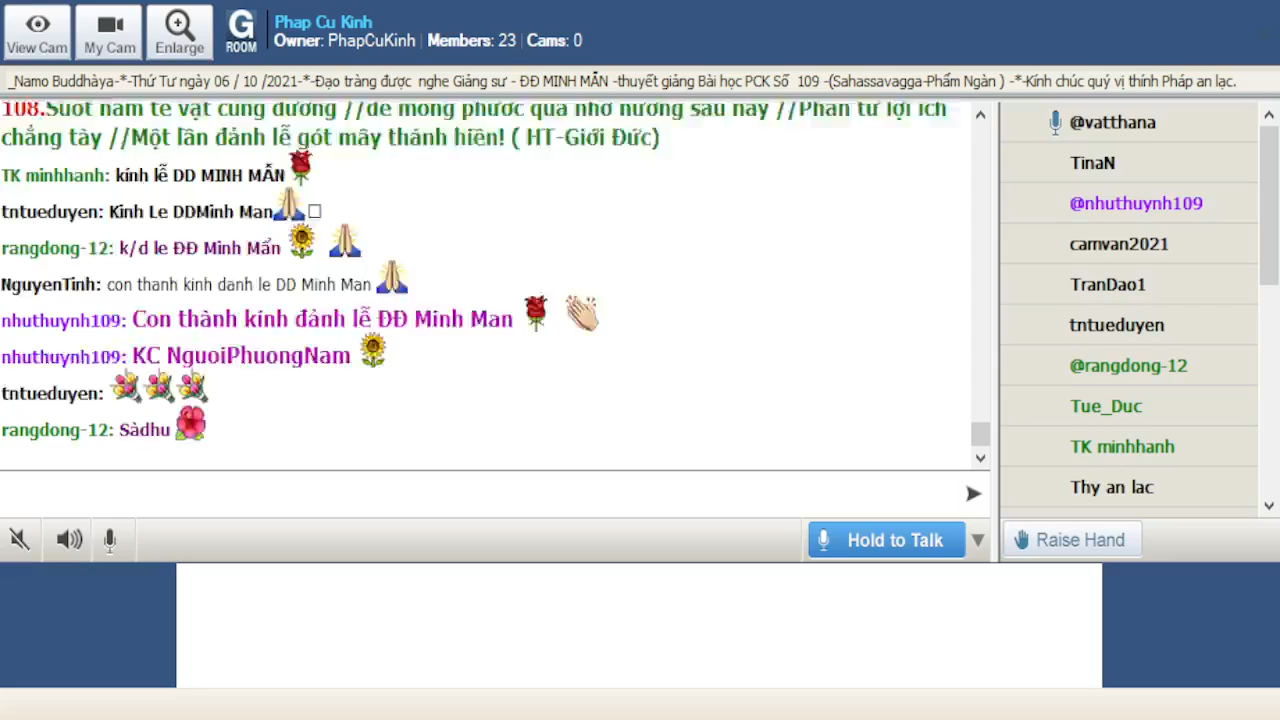 View Cam
My Cam
Enlarge
G
ROOM
Phap Cu Kinh
Owner: PhapCuKinh | Members: 23 | Cams: 0
_Namo Buddhàya-*-Thứ Tư ngày 06 / 10 /2021-*-Đạo tràng được nghe Giảng sư - ĐĐ MINH MẪN -thuyết giảng Bài học PCK Số 109 -(Sahassavagga-Phẩm Ngàn ) -*-Kính chúc quý vị thính Pháp an lạc.
108.Suốt năm tế vật cúng dường //để mong phước quả nhờ nương sau này //Phần tư lợi ích
chẳng tày //Một lần đảnh lễ gót mây thánh hiền! ( HT-Giới Đức)
TK minhhanh: kính lễ DD MINH MẪN
tntueduyen: Kinh Le DDMinh Man
rangdong-12: k/d le ĐĐ Minh Mẩn
NguyenTinh: con thanh kinh danh le DD Minh Man
nhuthuynh109: Con thành kính đảnh lễ ĐĐ Minh Man
nhuthuynh109: KC NguoiPhuongNam
tntueduyen:
rangdong-12: Sàdhu
@vatthana
TinaN
@nhuthuynh109
camvan2021
TranDao1
tntueduyen
@rangdong-12
Tue_Duc
TK minhhanh
Thy an lac
Hold to Talk
Raise Hand